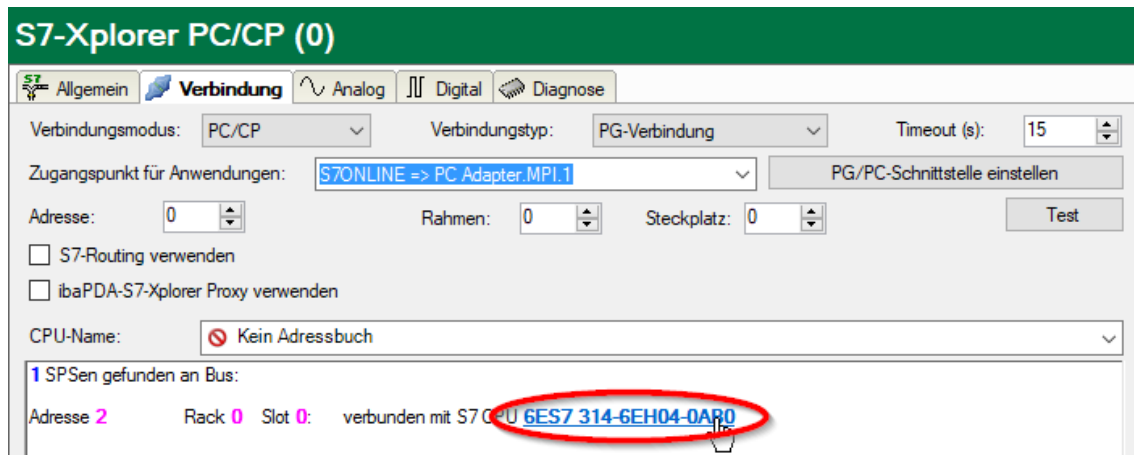 S7-Xplorer PC/CP (0)
S7 Allgemein Verbindung Analog Digital Diagnose
Verbindungsmodus: PC/CP Verbindungstyp: PG-Verbindung Timeout (s): 15
Zugangspunkt für Anwendungen: S7ONLINE => PC Adapter.MPI.1 PG/PC-Schnittstelle einstellen
Adresse: 0 Rahmen: 0 Steckplatz: 0 Test
S7-Routing verwenden
ibaPDA-S7-Xplorer Proxy verwenden
CPU-Name: Kein Adressbuch
1 SPSen gefunden an Bus:
Adresse 2 Rack 0 Slot 0: verbunden mit S7 CPU 6ES7 314-6EH04-0AB0